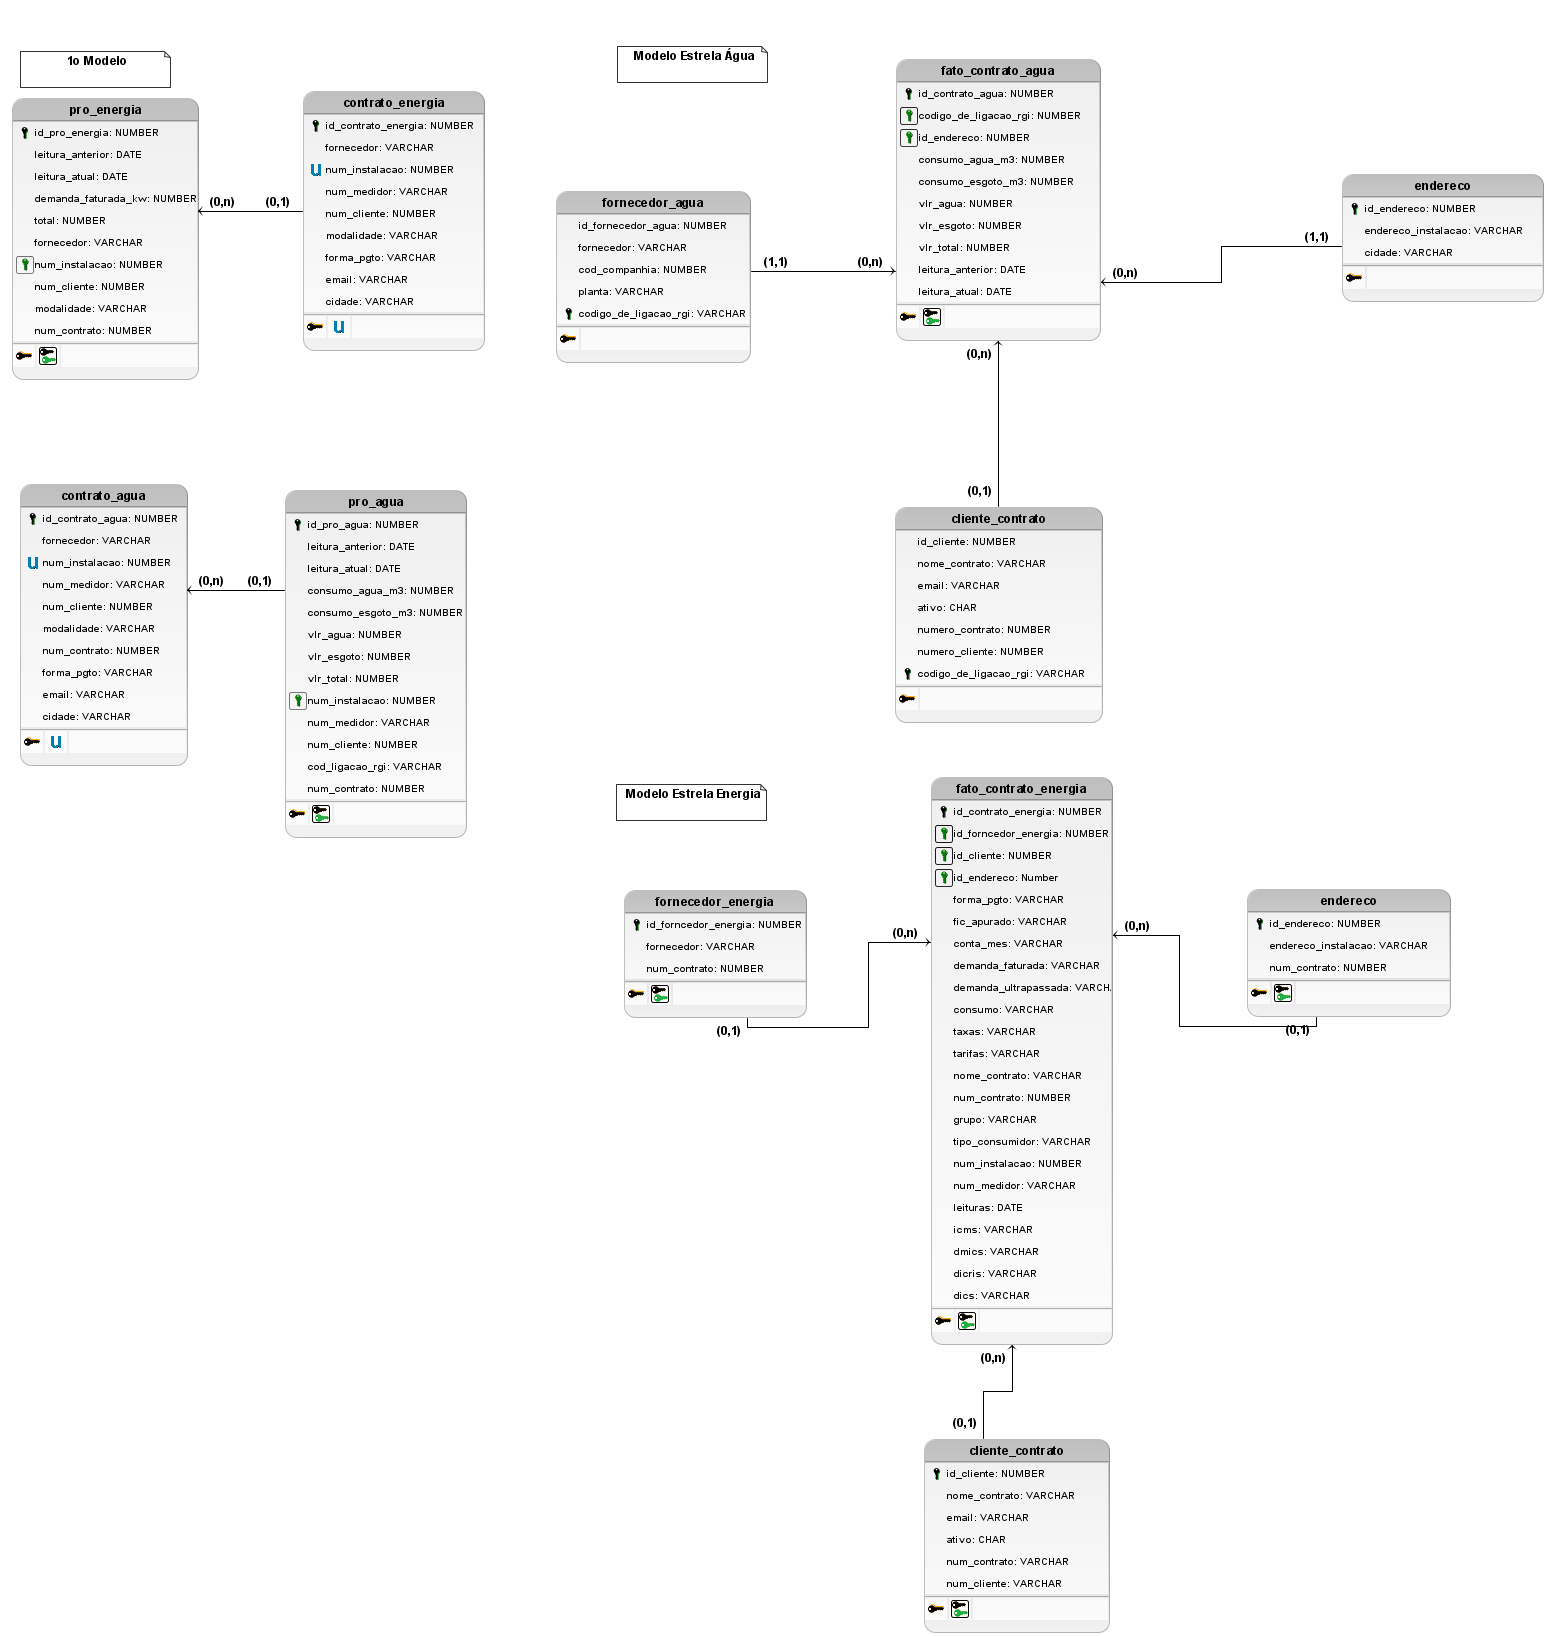 1o Modelo
pro_energia
id_pro_energia: NUMBER
leitura_anterior: DATE
leitura_atual: DATE
demanda_faturada_kw: NUMBER
total: NUMBER
fornecedor: VARCHAR
num_instalacao: NUMBER
num_cliente: NUMBER
modalidade: VARCHAR
num_contrato: NUMBER
(0,n)
(0,1)
contrato_energia
id_contrato_energia: NUMBER
fornecedor: VARCHAR
U num_instalacao: NUMBER
num_medidor: VARCHAR
num_cliente: NUMBER
modalidade: VARCHAR
forma_pgto: VARCHAR
email: VARCHAR
cidade: VARCHAR
U
contrato_agua
id_contrato_agua: NUMBER
fornecedor: VARCHAR
U num_instalacao: NUMBER
num_medidor: VARCHAR
num_cliente: NUMBER
modalidade: VARCHAR
num_contrato: NUMBER
forma_pgto: VARCHAR
email: VARCHAR
cidade: VARCHAR
U
(0,n)
(0,1)
pro_agua
id_pro_agua: NUMBER
leitura_anterior: DATE
leitura_atual: DATE
consumo_agua_m3: NUMBER
consumo_esgoto_m3: NUMBER
vlr_agua: NUMBER
vlr_esgoto: NUMBER
vlr_total: NUMBER
num_instalacao: NUMBER
num_medidor: VARCHAR
num_cliente: NUMBER
cod_ligacao_rgi: VARCHAR
num_contrato: NUMBER
Modelo Estrela Água
fornecedor_agua
id_fornecedor_agua: NUMBER
fornecedor: VARCHAR
cod_companhia: NUMBER
planta: VARCHAR
codigo_de_ligacao_rgi: VARCHAR
(1,1)
(0,n)
fato_contrato_agua
id_contrato_agua: NUMBER
codigo_de_ligacao_rgi: NUMBER
id_endereco: NUMBER
consumo_agua_m3: NUMBER
consumo_esgoto_m3: NUMBER
vlr_agua: NUMBER
vlr_esgoto: NUMBER
vlr_total: NUMBER
leitura_anterior: DATE
leitura_atual: DATE
(0,n)
(1,1)
endereco
id_endereco: NUMBER
endereco_instalacao: VARCHAR
cidade: VARCHAR
(0,n)
(0,1)
cliente_contrato
id_cliente: NUMBER
nome_contrato: VARCHAR
email: VARCHAR
ativo: CHAR
numero_contrato: NUMBER
numero_cliente: NUMBER
codigo_de_ligacao_rgi: VARCHAR
Modelo Estrela Energia
fornecedor_energia
id_forncedor_energia: NUMBER
fornecedor: VARCHAR
num_contrato: NUMBER
(0,1)
(0,n)
fato_contrato_energia
id_contrato_energia: NUMBER
id_forncedor_energia: NUMBER
id_cliente: NUMBER
id_endereco: Number
forma_pgto: VARCHAR
fic_apurado: VARCHAR
conta_mes: VARCHAR
demanda_faturada: VARCHAR
demanda_ultrapassada: VARCHA
consumo: VARCHAR
taxas: VARCHAR
tarifas: VARCHAR
nome_contrato: VARCHAR
num_contrato: NUMBER
grupo: VARCHAR
tipo_consumidor: VARCHAR
num_instalacao: NUMBER
num_medidor: VARCHAR
leituras: DATE
icms: VARCHAR
dmics: VARCHAR
dicris: VARCHAR
dics: VARCHAR
(0,n)
(0,1)
endereco
id_endereco: NUMBER
endereco_instalacao: VARCHAR
num_contrato: NUMBER
(0,n)
(0,1)
cliente_contrato
id_cliente: NUMBER
nome_contrato: VARCHAR
email: VARCHAR
ativo: CHAR
num_contrato: VARCHAR
num_cliente: VARCHAR